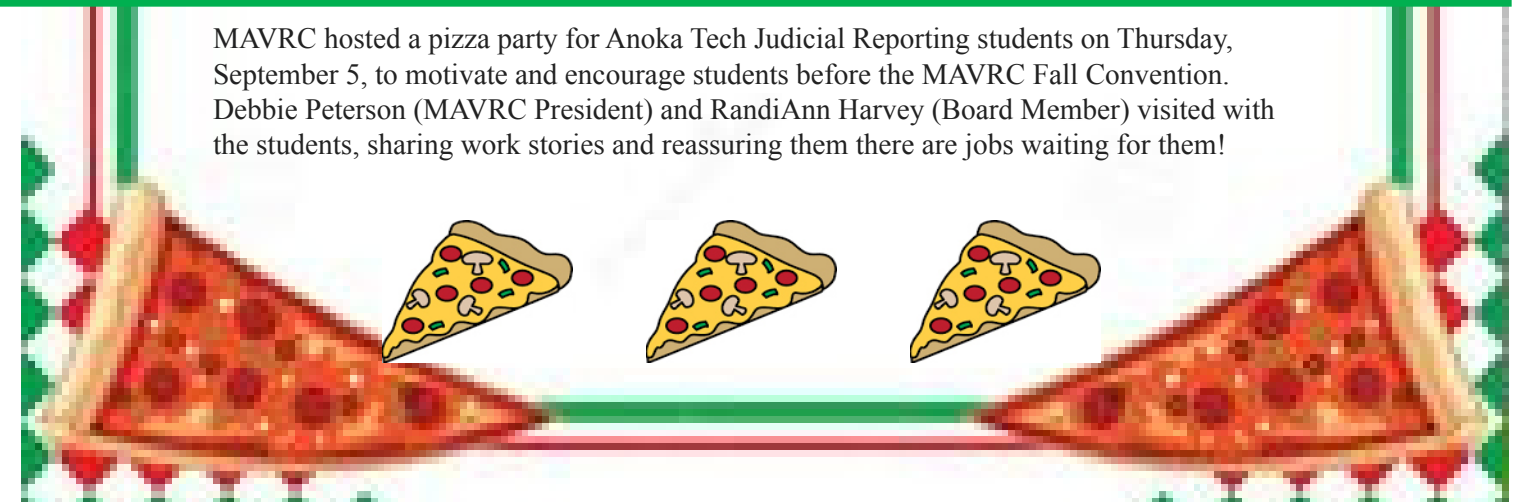 MAVRC hosted a pizza party for Anoka Tech Judicial Reporting students on Thursday,
September 5, to motivate and encourage students before the MAVRC Fall Convention.
Debbie Peterson (MAVRC President) and RandiAnn Harvey (Board Member) visited with
the students, sharing work stories and reassuring them there are jobs waiting for them!